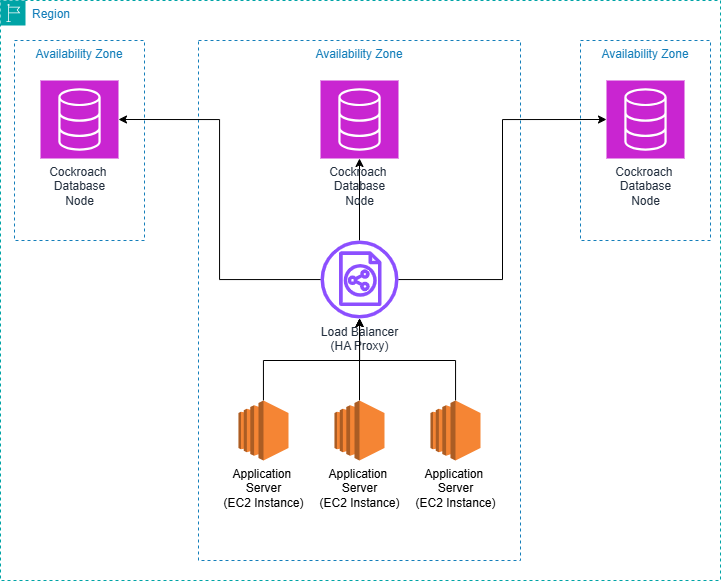 Region
Availability Zone
Availability Zone
Availability Zone
Cockroach
Database
Node
Cockroach
Database
Node
Cockroach
Database
Node
Load Balancer
(HA Proxy)
Application
Server
(EC2 Instance)
Application
Server
(EC2 Instance)
Application
Server
(EC2 Instance)